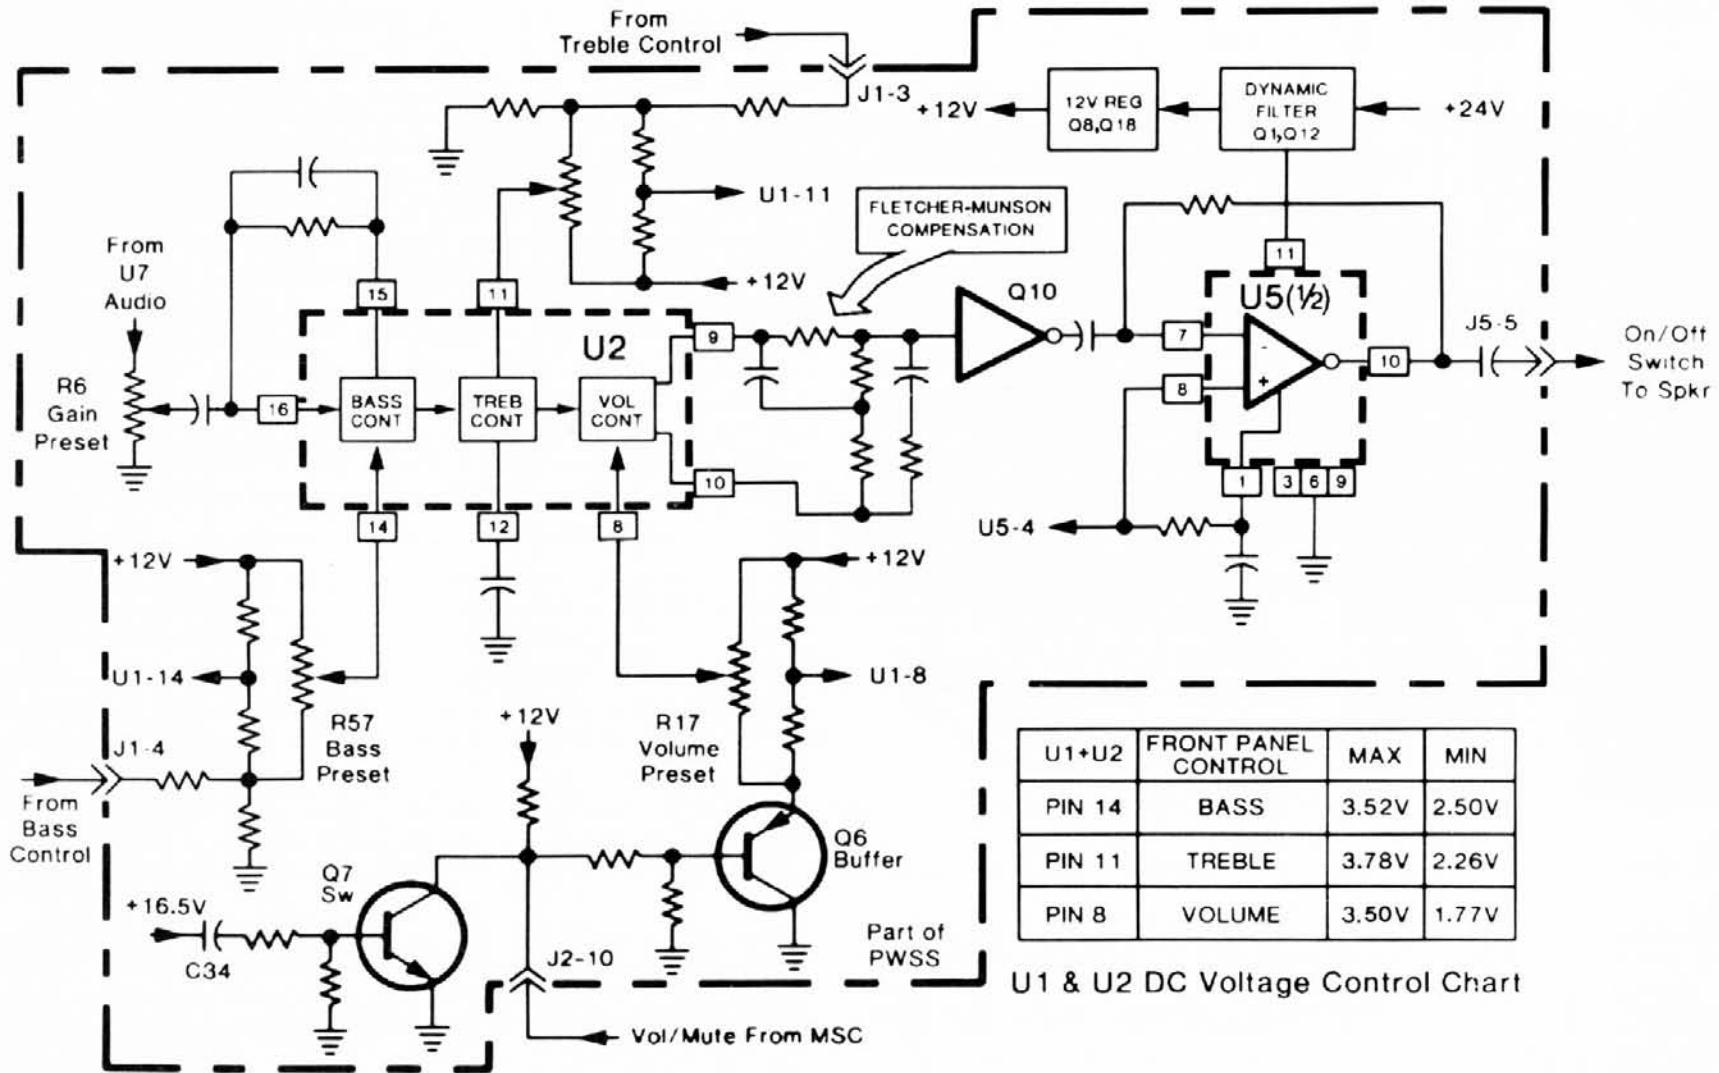 From
Treble Control
J1-3
+12V
12V REG
Q8,Q18
DYNAMIC
FILTER
Q1,Q12
+24V
U1-11
+12V
FLETCHER-MUNSON
COMPENSATION
From
U7
Audio
R6
Gain
Preset
15
11
16
BASS
CONT
TREB
CONT
VOL
CONT
U2
9
10
14
12
8
Q10
11
U5(½)
7
8
-
+
10
1
3
6
9
J5-5
On/Off
Switch
To Spkr
U5-4
+12V
U1-14
R57
Bass
Preset
J1-4
From
Bass
Control
+12V
+12V
U1-8
R17
Volume
Preset
Q6
Buffer
Q7
Sw
+16.5V
C34
J2-10
Vol/Mute From MSC
Part of
PWSS
U1+U2 FRONT PANEL CONTROL MAX MIN
PIN 14 BASS 3.52V 2.50V
PIN 11 TREBLE 3.78V 2.26V
PIN 8 VOLUME 3.50V 1.77V
U1 & U2 DC Voltage Control Chart